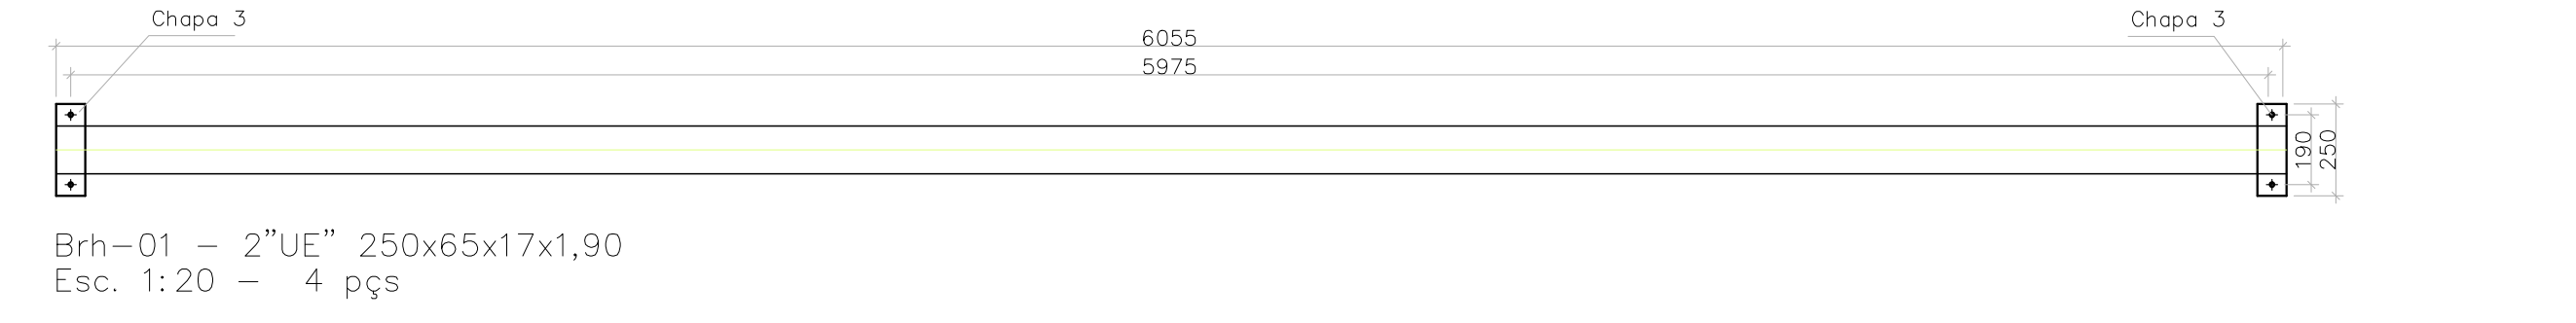 Chapa 3
Chapa 3
6055
5975
190
250
Brh-01 - 2"UE" 250x65x17x1,90
Esc. 1:20 - 4 pçs